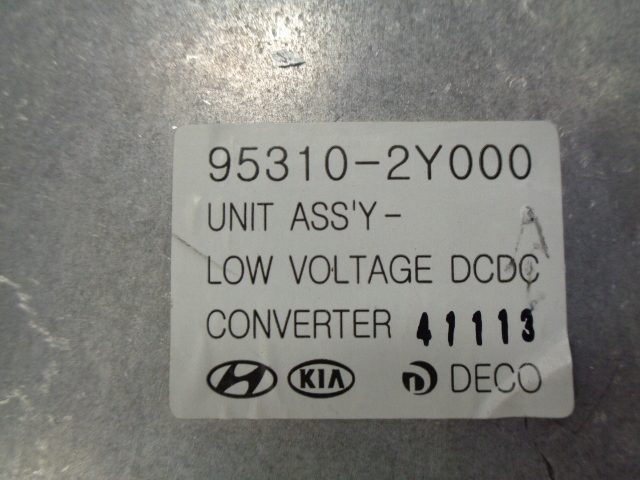 95310-2Y000
UNIT ASS'Y-
LOW VOLTAGE DCDC
CONVERTER 41113
KIA DECO